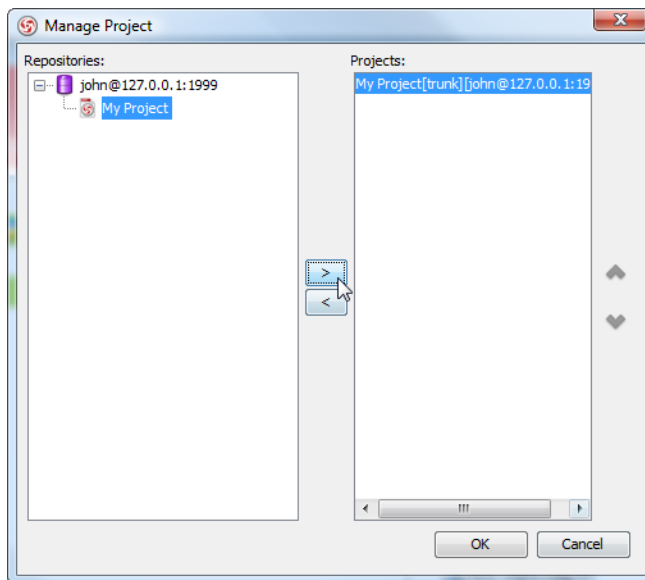 Manage Project
Repositories:
Projects:
john@127.0.0.1:1999
My Project
My Project[trunk][john@127.0.0.1:19
>
<
OK
Cancel